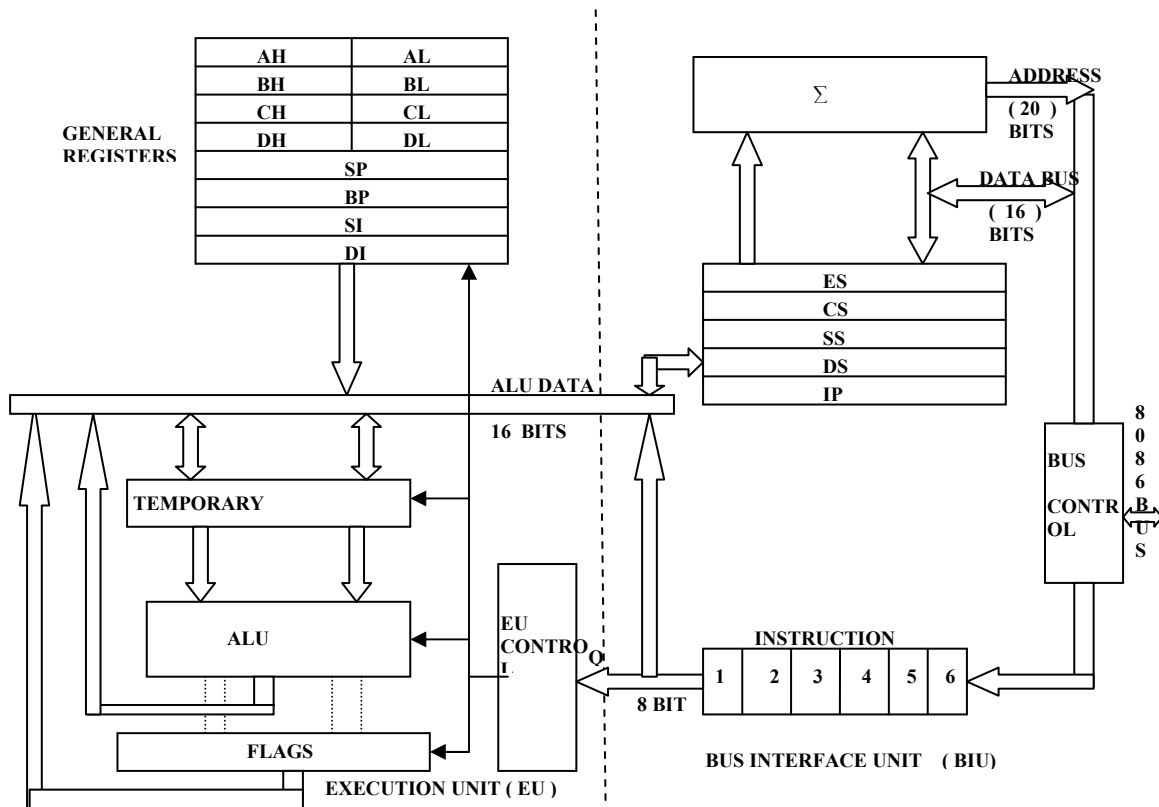 AH AL
BH BL
CH CL
DH DL
SP
BP
SI
DI
GENERAL
REGISTERS
∑
ADDRESS
( 20 )
BITS
DATA BUS
( 16 )
BITS
ES
CS
SS
DS
IP
ALU DATA
16 BITS
TEMPORARY
ALU
FLAGS
EU
CONTRO
L
Q
8 BIT
INSTRUCTION
1 2 3 4 5 6
BUS
CONTR
OL
8
0
8
6
B
U
S
EXECUTION UNIT ( EU )
BUS INTERFACE UNIT ( BIU)